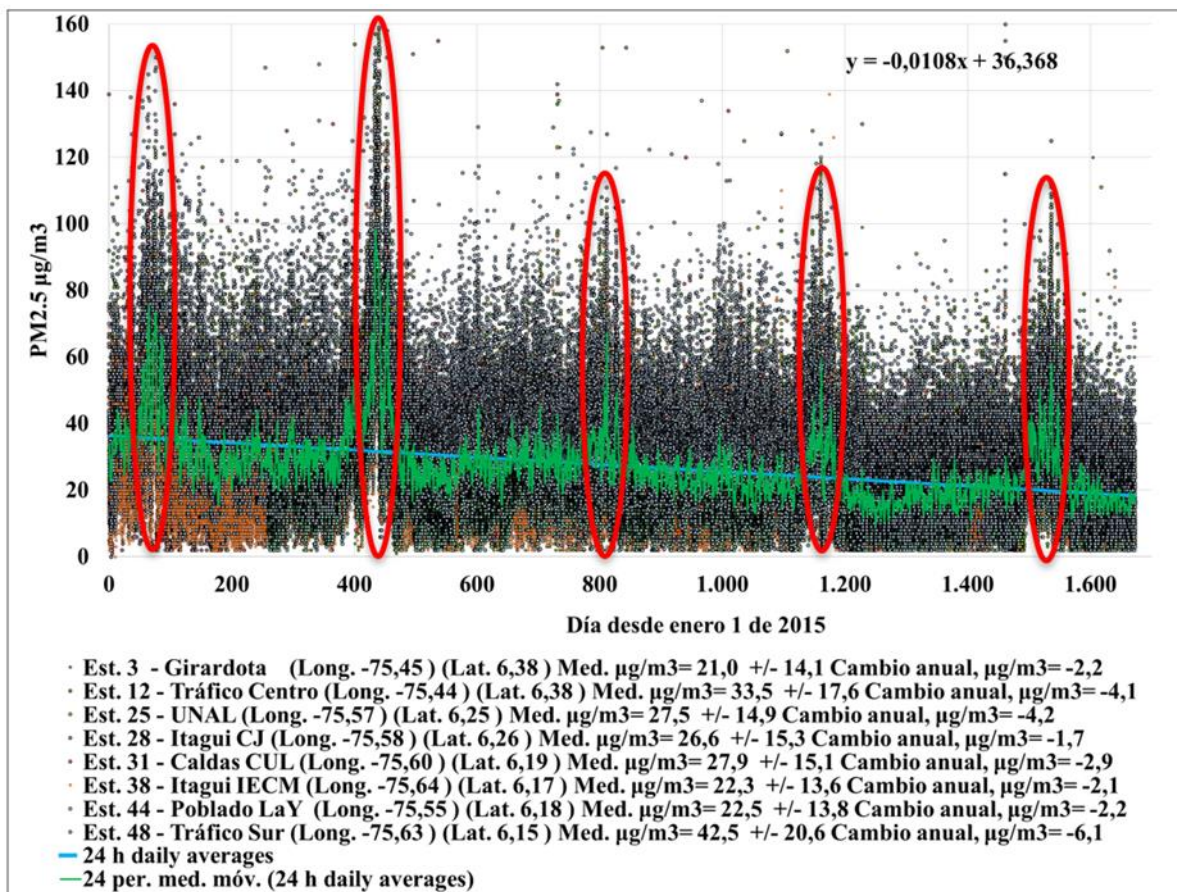 160
140
120
100
80
60
40
20
0
PM2.5 µg/m3
y = -0,0108x + 36,368
0 200 400 600 800 1.000 1.200 1.400 1.600
Día desde enero 1 de 2015
Est. 3 - Girardota (Long. -75,45 ) (Lat. 6,38 ) Med. µg/m3= 21,0 +/- 14,1 Cambio anual, µg/m3= -2,2
Est. 12 - Tráfico Centro (Long. -75,44 ) (Lat. 6,38 ) Med. µg/m3= 33,5 +/- 17,6 Cambio anual, µg/m3= -4,1
Est. 25 - UNAL (Long. -75,57 ) (Lat. 6,25 ) Med. µg/m3= 27,5 +/- 14,9 Cambio anual, µg/m3= -4,2
Est. 28 - Itagui CJ (Long. -75,58 ) (Lat. 6,26 ) Med. µg/m3= 26,6 +/- 15,3 Cambio anual, µg/m3= -1,7
Est. 31 - Caldas CUL (Long. -75,60 ) (Lat. 6,19 ) Med. µg/m3= 27,9 +/- 15,1 Cambio anual, µg/m3= -2,9
Est. 38 - Itagui IECM (Long. -75,64 ) (Lat. 6,17 ) Med. µg/m3= 22,3 +/- 13,6 Cambio anual, µg/m3= -2,1
Est. 44 - Poblado LaY (Long. -75,55 ) (Lat. 6,18 ) Med. µg/m3= 22,5 +/- 13,8 Cambio anual, µg/m3= -2,2
Est. 48 - Tráfico Sur (Long. -75,63 ) (Lat. 6,15 ) Med. µg/m3= 42,5 +/- 20,6 Cambio anual, µg/m3= -6,1
24 h daily averages
24 per. med. móv. (24 h daily averages)